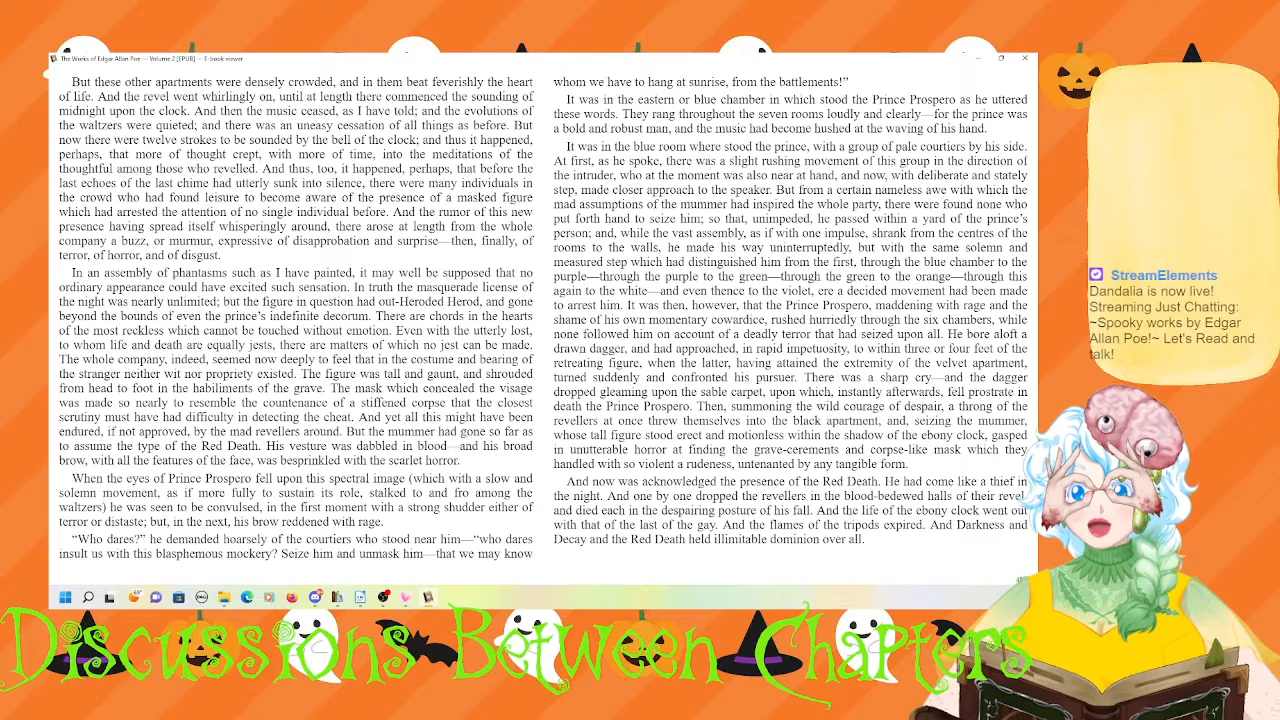 The Works of Edgar Allan Poe — Volume 2 [EPUB] — E-book viewer
But these other apartments were densely crowded, and in them beat feverishly the heart
of life. And the revel went whirlingly on, until at length there commenced the sounding of
midnight upon the clock. And then the music ceased, as I have told; and the evolutions of
the waltzers were quieted; and there was an uneasy cessation of all things as before. But
now there were twelve strokes to be sounded by the bell of the clock; and thus it happened,
perhaps, that more of thought crept, with more of time, into the meditations of the
thoughtful among those who revelled. And thus, too, it happened, perhaps, that before the
last echoes of the last chime had utterly sunk into silence, there were many individuals in
the crowd who had found leisure to become aware of the presence of a masked figure
which had arrested the attention of no single individual before. And the rumor of this new
presence having spread itself whisperingly around, there arose at length from the whole
company a buzz, or murmur, expressive of disapprobation and surprise—then, finally, of
terror, of horror, and of disgust.
In an assembly of phantasms such as I have painted, it may well be supposed that no
ordinary appearance could have excited such sensation. In truth the masquerade license of
the night was nearly unlimited; but the figure in question had out-Heroded Herod, and gone
beyond the bounds of even the prince's indefinite decorum. There are chords in the hearts
of the most reckless which cannot be touched without emotion. Even with the utterly lost,
to whom life and death are equally jests, there are matters of which no jest can be made.
The whole company, indeed, seemed now deeply to feel that in the costume and bearing of
the stranger neither wit nor propriety existed. The figure was tall and gaunt, and shrouded
from head to foot in the habiliments of the grave. The mask which concealed the visage
was made so nearly to resemble the countenance of a stiffened corpse that the closest
scrutiny must have had difficulty in detecting the cheat. And yet all this might have been
endured, if not approved, by the mad revellers around. But the mummer had gone so far as
to assume the type of the Red Death. His vesture was dabbled in blood—and his broad
brow, with all the features of the face, was besprinkled with the scarlet horror.
When the eyes of Prince Prospero fell upon this spectral image (which with a slow and
solemn movement, as if more fully to sustain its role, stalked to and fro among the
waltzers) he was seen to be convulsed, in the first moment with a strong shudder either of
terror or distaste; but, in the next, his brow reddened with rage.
“Who dares?” he demanded hoarsely of the courtiers who stood near him—“who dares
insult us with this blasphemous mockery? Seize him and unmask him—that we may know
whom we have to hang at sunrise, from the battlements!”
It was in the eastern or blue chamber in which stood the Prince Prospero as he uttered
these words. They rang throughout the seven rooms loudly and clearly—for the prince was
a bold and robust man, and the music had become hushed at the waving of his hand.
It was in the blue room where stood the prince, with a group of pale courtiers by his side.
At first, as he spoke, there was a slight rushing movement of this group in the direction of
the intruder, who at the moment was also near at hand, and now, with deliberate and stately
step, made closer approach to the speaker. But from a certain nameless awe with which the
mad assumptions of the mummer had inspired the whole party, there were found none who
put forth hand to seize him; so that, unimpeded, he passed within a yard of the prince's
person; and, while the vast assembly, as if with one impulse, shrank from the centres of the
rooms to the walls, he made his way uninterruptedly, but with the same solemn and
measured step which had distinguished him from the first, through the blue chamber to the
purple—through the purple to the green—through the green to the orange—through this
again to the white—and even thence to the violet, ere a decided movement had been made
to arrest him. It was then, however, that the Prince Prospero, maddening with rage and the
shame of his own momentary cowardice, rushed hurriedly through the six chambers, while
none followed him on account of a deadly terror that had seized upon all. He bore aloft a
drawn dagger, and had approached, in rapid impetuosity, to within three or four feet of the
retreating figure, when the latter, having attained the extremity of the velvet apartment,
turned suddenly and confronted his pursuer. There was a sharp cry—and the dagger
dropped gleaming upon the sable carpet, upon which, instantly afterwards, fell prostrate in
death the Prince Prospero. Then, summoning the wild courage of despair, a throng of the
revellers at once threw themselves into the black apartment, and, seizing the mummer,
whose tall figure stood erect and motionless within the shadow of the ebony clock, gasped
in unutterable horror at finding the grave-cerements and corpse-like mask which they
handled with so violent a rudeness, untenanted by any tangible form.
And now was acknowledged the presence of the Red Death. He had come like a thief in
the night. And one by one dropped the revellers in the blood-bedewed halls of their revel,
and died each in the despairing posture of his fall. And the life of the ebony clock went out
with that of the last of the gay. And the flames of the tripods expired. And Darkness and
Decay and the Red Death held illimitable dominion over all.
StreamElements
Dandalia is now live!
Streaming Just Chatting:
~Spooky works by Edgar
Allan Poe!~ Let's Read and
talk!
Discussions Between Chapters